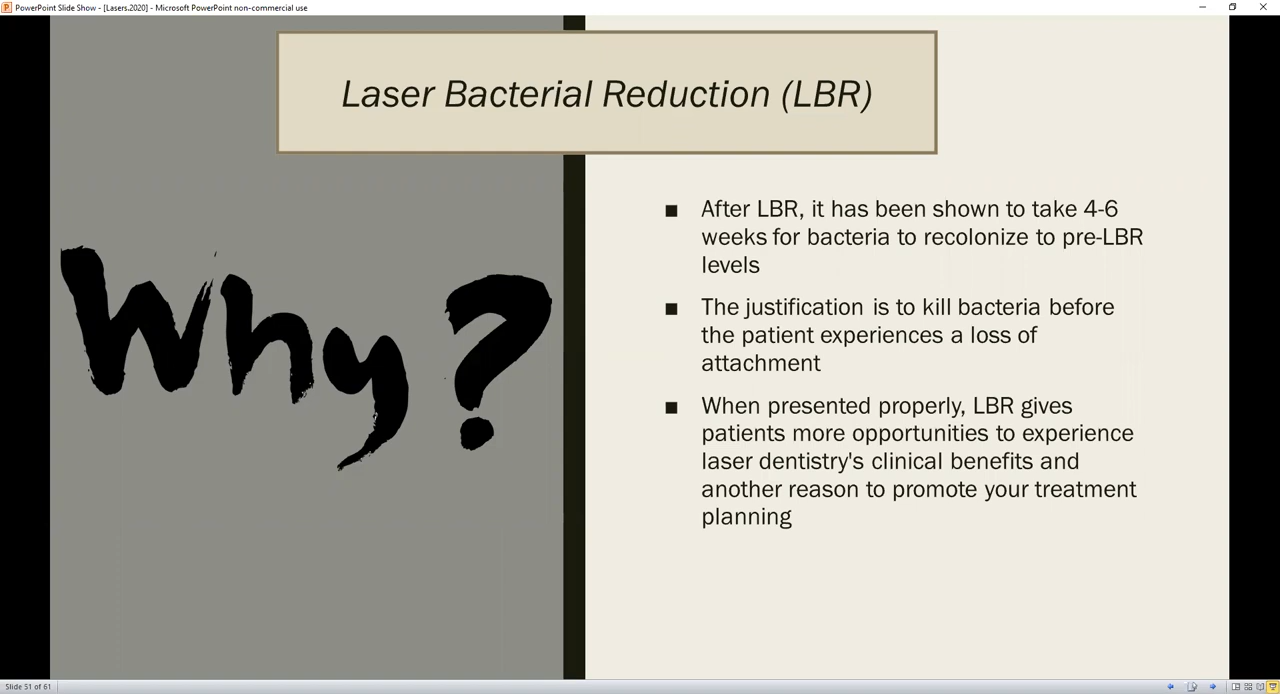 PowerPoint Slide Show - [Lasers.2020] - Microsoft PowerPoint non-commercial use
Laser Bacterial Reduction (LBR)
Why?
■ After LBR, it has been shown to take 4-6
weeks for bacteria to recolonize to pre-LBR
levels
■ The justification is to kill bacteria before
the patient experiences a loss of
attachment
■ When presented properly, LBR gives
patients more opportunities to experience
laser dentistry's clinical benefits and
another reason to promote your treatment
planning
Slide 51 of 61